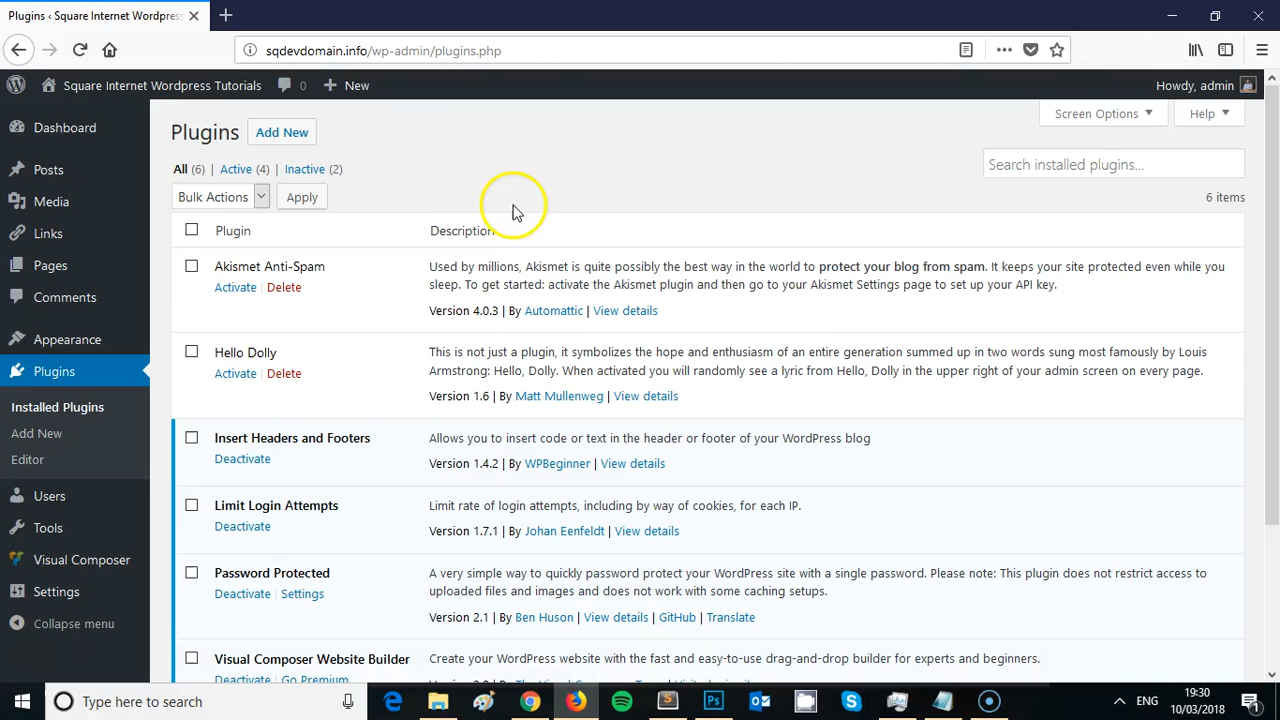 Plugins ‹ Square Internet Wordpress
sqdevdomain.info/wp-admin/plugins.php
Square Internet Wordpress Tutorials 0 New Howdy, admin
Dashboard
Posts
Media
Links
Pages
Comments
Appearance
Plugins
Installed Plugins
Add New
Editor
Users
Tools
Visual Composer
Settings
Collapse menu
Screen Options Help
Plugins Add New
All (6) | Active (4) | Inactive (2)
Search installed plugins...
Bulk Actions Apply
6 items
Plugin Description
Akismet Anti-Spam
Activate | Delete
Used by millions, Akismet is quite possibly the best way in the world to protect your blog from spam. It keeps your site protected even while you
sleep. To get started: activate the Akismet plugin and then go to your Akismet Settings page to set up your API key.
Version 4.0.3 | By Automattic | View details
Hello Dolly
Activate | Delete
This is not just a plugin, it symbolizes the hope and enthusiasm of an entire generation summed up in two words sung most famously by Louis
Armstrong: Hello, Dolly. When activated you will randomly see a lyric from Hello, Dolly in the upper right of your admin screen on every page.
Version 1.6 | By Matt Mullenweg | View details
Insert Headers and Footers
Deactivate
Allows you to insert code or text in the header or footer of your WordPress blog
Version 1.4.2 | By WPBeginner | View details
Limit Login Attempts
Deactivate
Limit rate of login attempts, including by way of cookies, for each IP.
Version 1.7.1 | By Johan Eenfeldt | View details
Password Protected
Deactivate | Settings
A very simple way to quickly password protect your WordPress site with a single password. Please note: This plugin does not restrict access to
uploaded files and images and does not work with some caching setups.
Version 2.1 | By Ben Huson | View details | GitHub | Translate
Visual Composer Website Builder
Deactivate | Go Premium
Create your WordPress website with the fast and easy-to-use drag-and-drop builder for experts and beginners.
Type here to search
ENG
19:30
10/03/2018